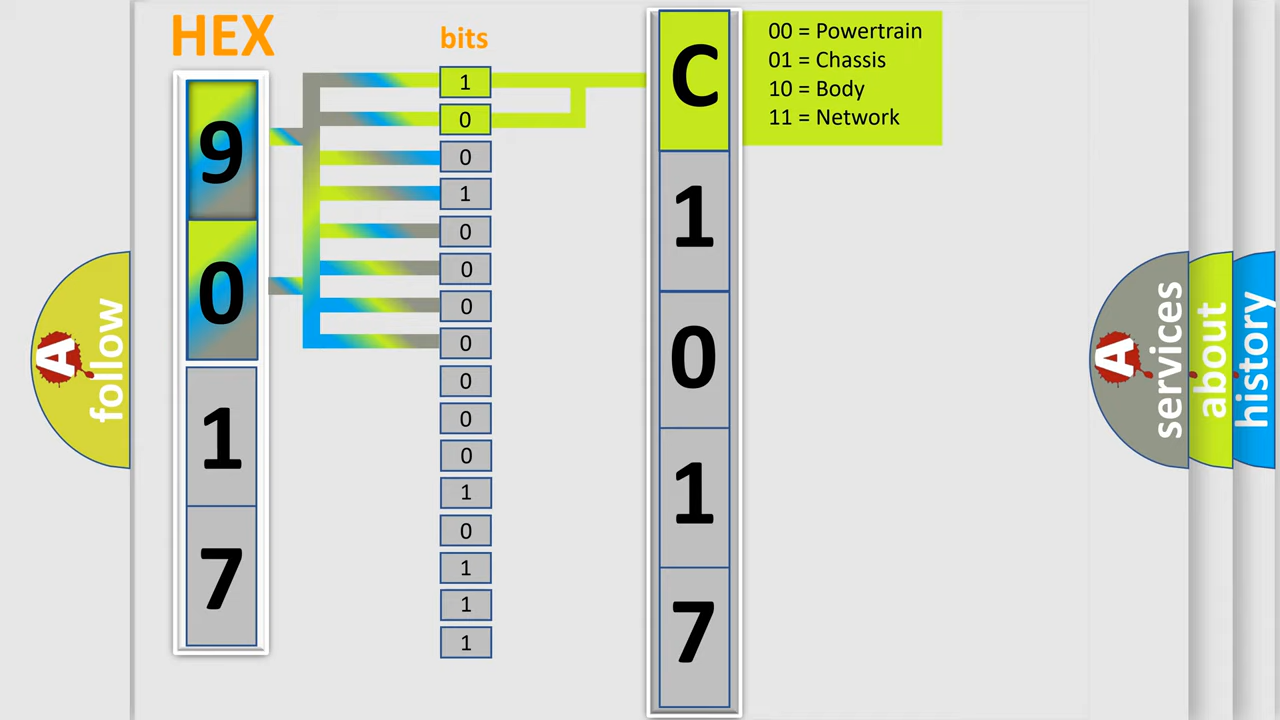 HEX
bits
9
0
1
7
1
0
0
1
0
0
0
0
0
0
0
1
0
1
1
1
C
1
0
1
7
00 = Powertrain
01 = Chassis
10 = Body
11 = Network
A
follow
A
services
about
history